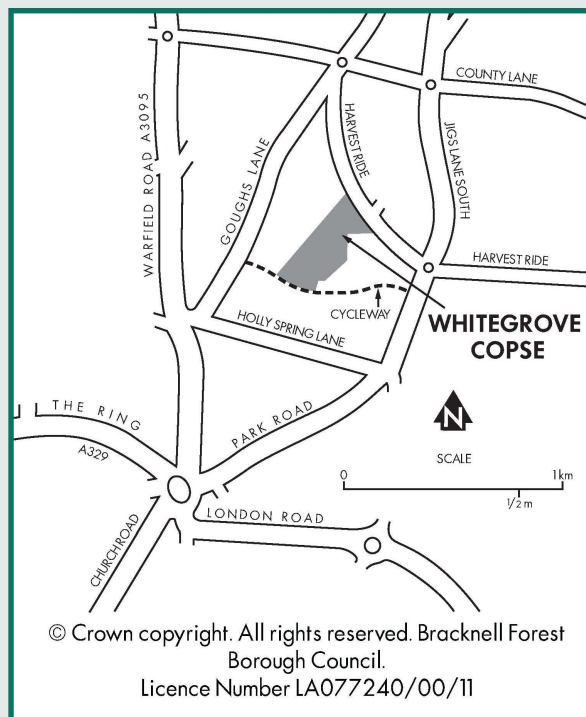 COUNTY LANE
WARFIELD ROAD A3095
GOUGHS LANE
HARVEST RIDE
JIGS LANE SOUTH
HARVEST RIDE
CYCLEWAY
WHITEGROVE
COPSE
HOLLY SPRING LANE
THE RING
A329
PARK ROAD
N
SCALE
0
1km
1/2 m
LONDON ROAD
CHURCH ROAD
© Crown copyright. All rights reserved. Bracknell Forest
Borough Council.
Licence Number LA077240/00/11